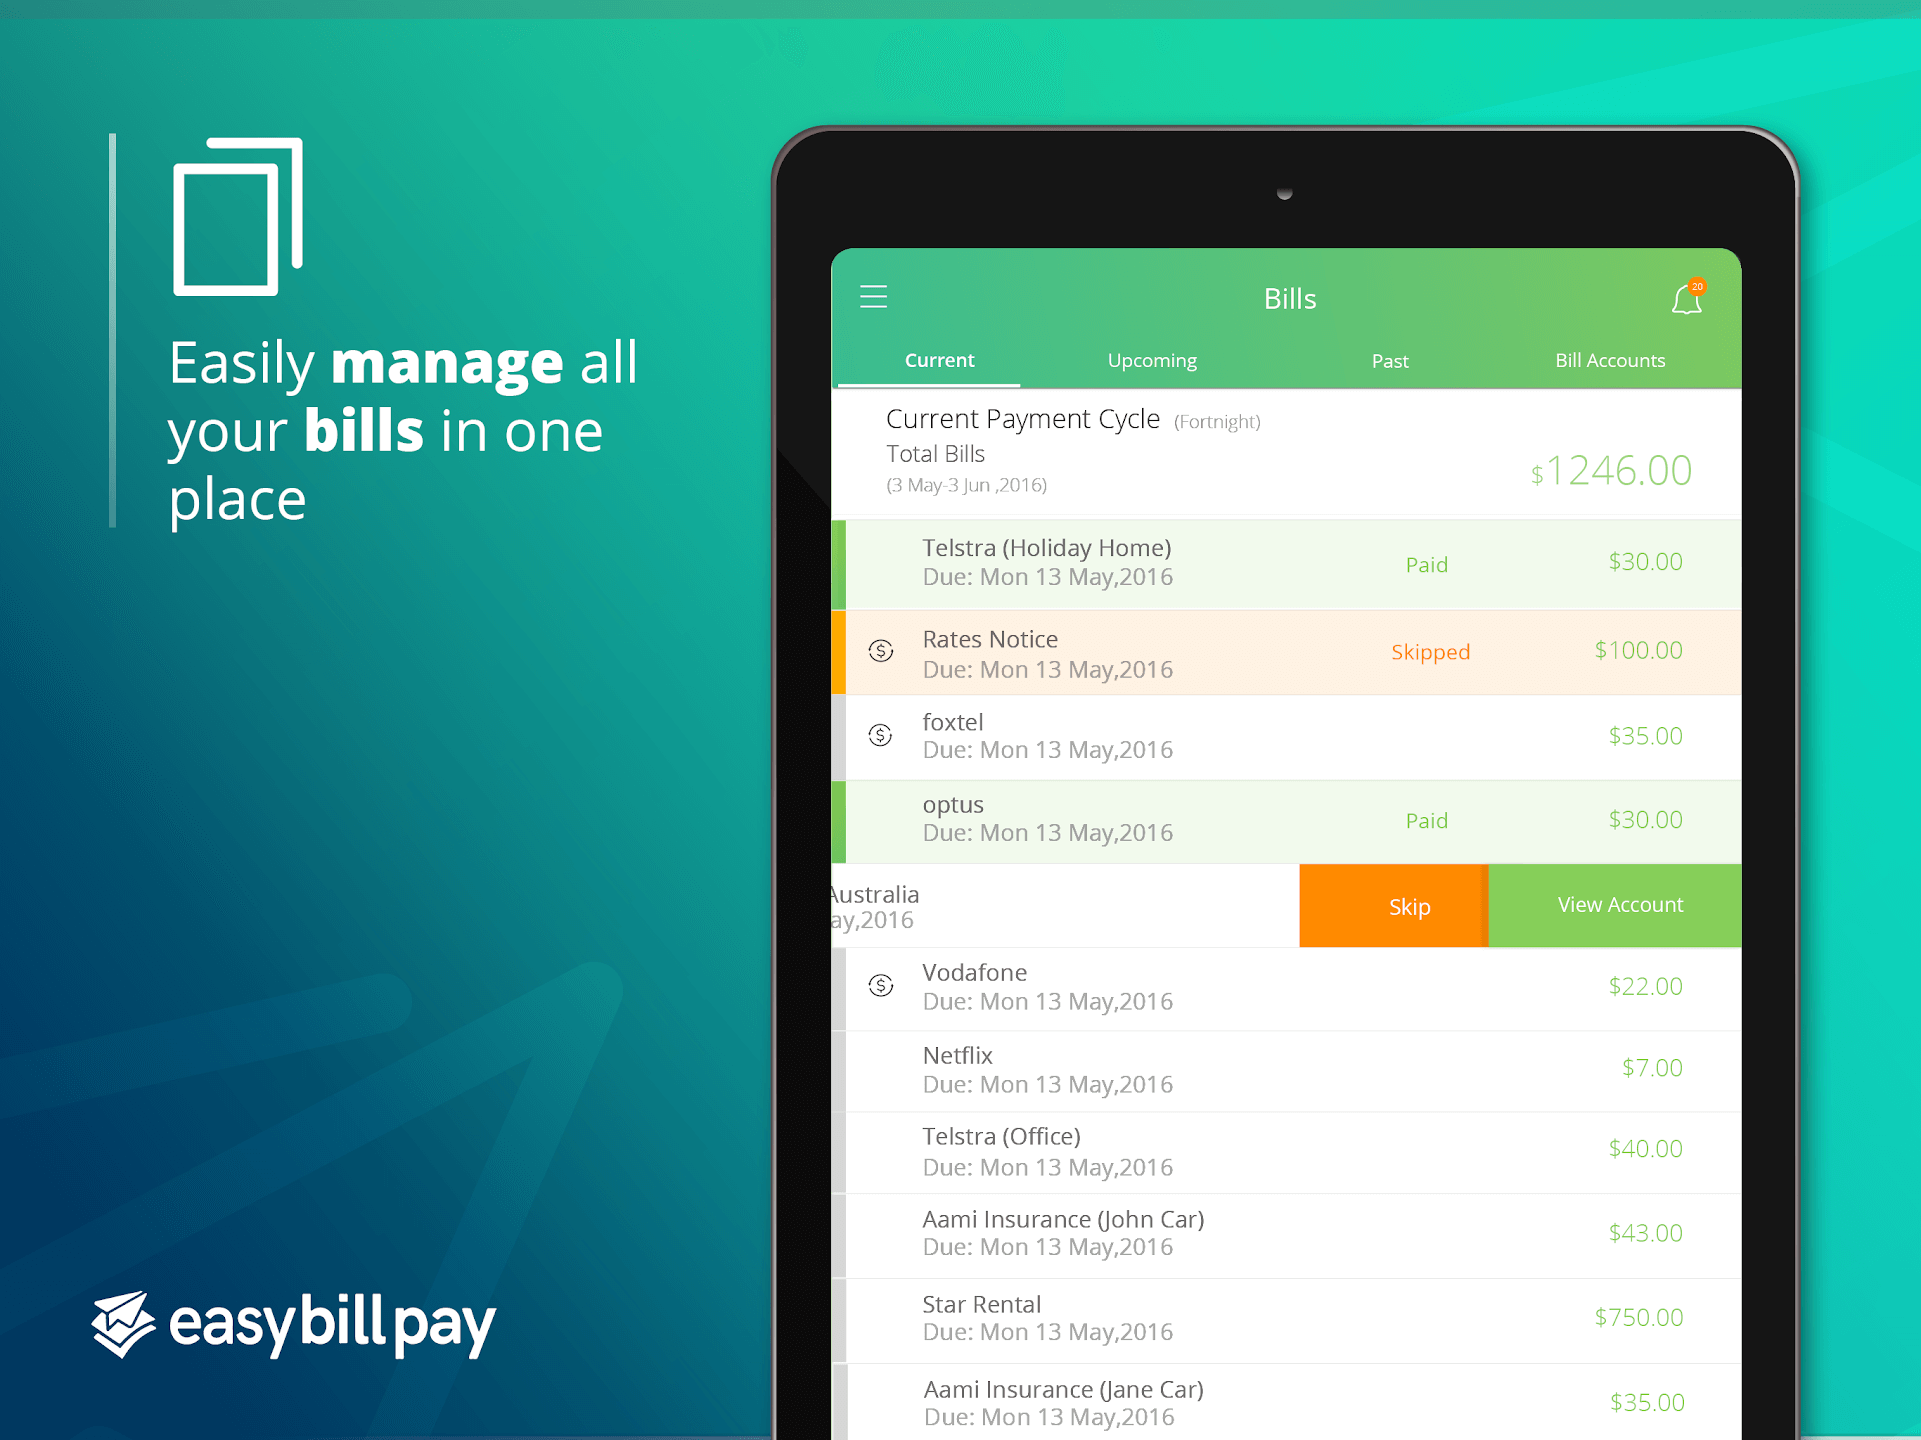 Easily manage all
your bills in one
place
easybillpay
Bills
20
Current Upcoming Past Bill Accounts
Current Payment Cycle (Fortnight)
Total Bills
(3 May-3 Jun ,2016)
$1246.00
Telstra (Holiday Home)
Due: Mon 13 May,2016
Paid
$30.00
Rates Notice
Due: Mon 13 May,2016
Skipped
$100.00
foxtel
Due: Mon 13 May,2016
$35.00
optus
Due: Mon 13 May,2016
Paid
$30.00
Australia
ay,2016
Skip
View Account
Vodafone
Due: Mon 13 May,2016
$22.00
Netflix
Due: Mon 13 May,2016
$7.00
Telstra (Office)
Due: Mon 13 May,2016
$40.00
Aami Insurance (John Car)
Due: Mon 13 May,2016
$43.00
Star Rental
Due: Mon 13 May,2016
$750.00
Aami Insurance (Jane Car)
Due: Mon 13 May,2016
$35.00